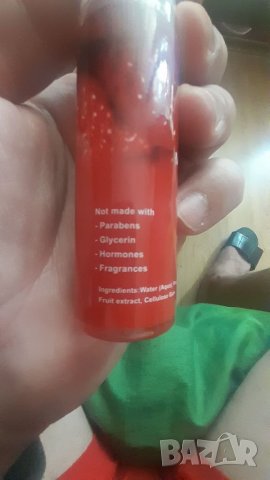 Not made with
- Parabens
- Glycerin
- Hormones
- Fragrances
Ingredients: Water (Aqua),
Fruit extract, Cellulose
BAZAR